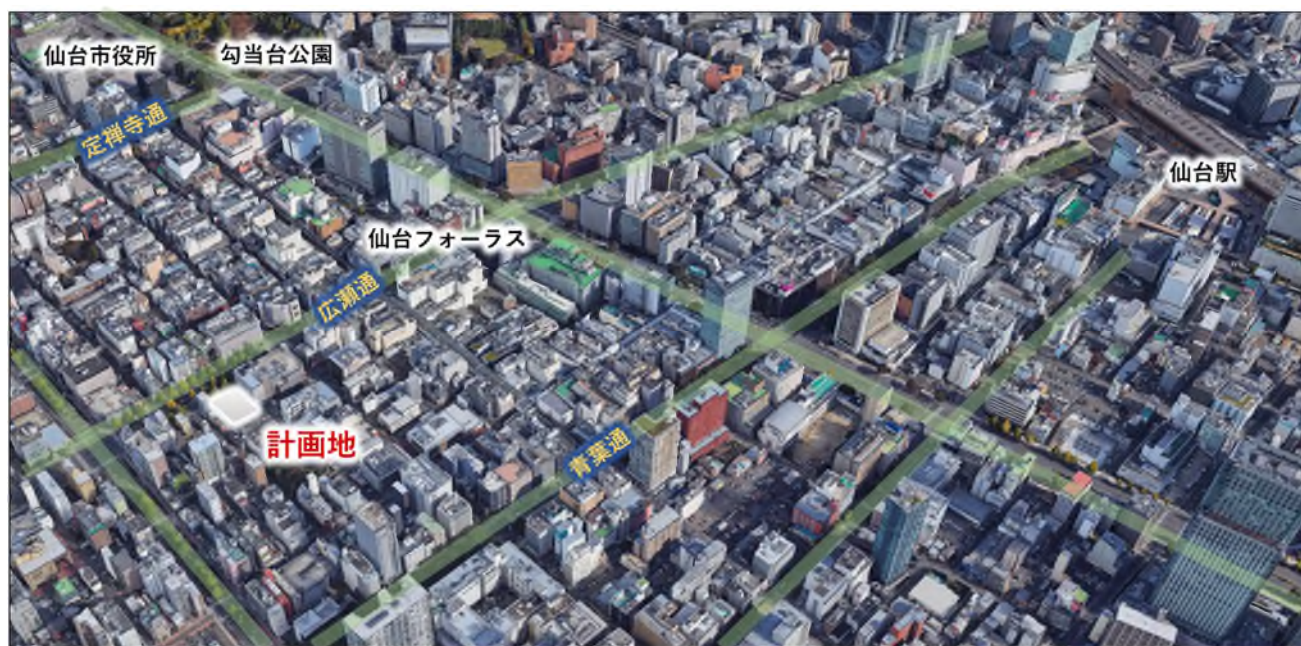 仙台市役所
勾当台公園
定禅寺通
仙台駅
仙台フォーラス
広瀬通
計画地
青葉通